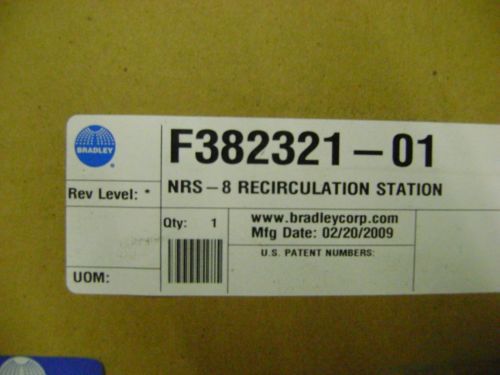 BRADLEY
®
F382321-01
Rev Level: *
NRS-8 RECIRCULATION STATION
Qty: 1
www.bradleycorp.com
Mfg Date: 02/20/2009
U.S. PATENT NUMBERS:
UOM: